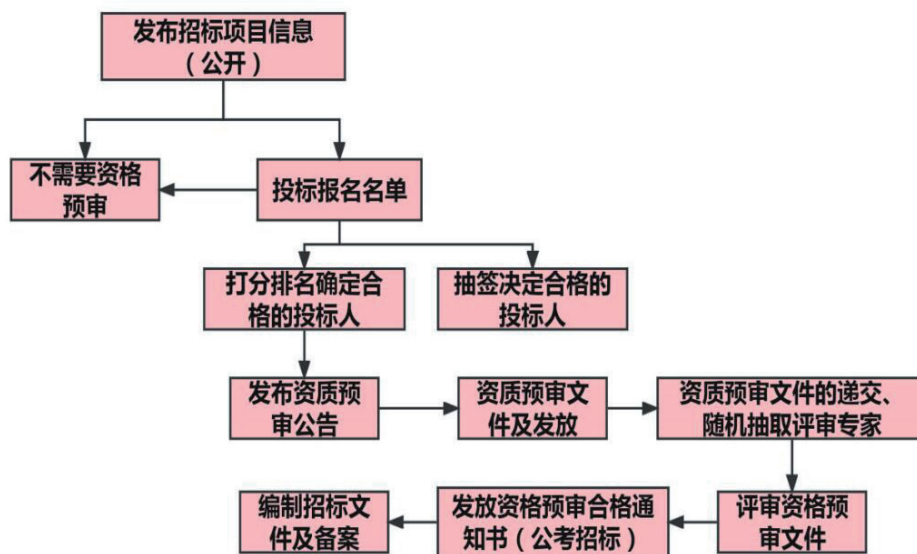 发布招标项目信息
（公开）
不需要资格
预审
投标报名名单
打分排名确定合
格的投标人
抽签决定合格的
投标人
发布资质预
审公告
资质预审文
件及发放
资质预审文件的递交、
随机抽取评审专家
编制招标文
件及备案
发放资格预审合格通
知书（公考招标）
评审资格预
审文件